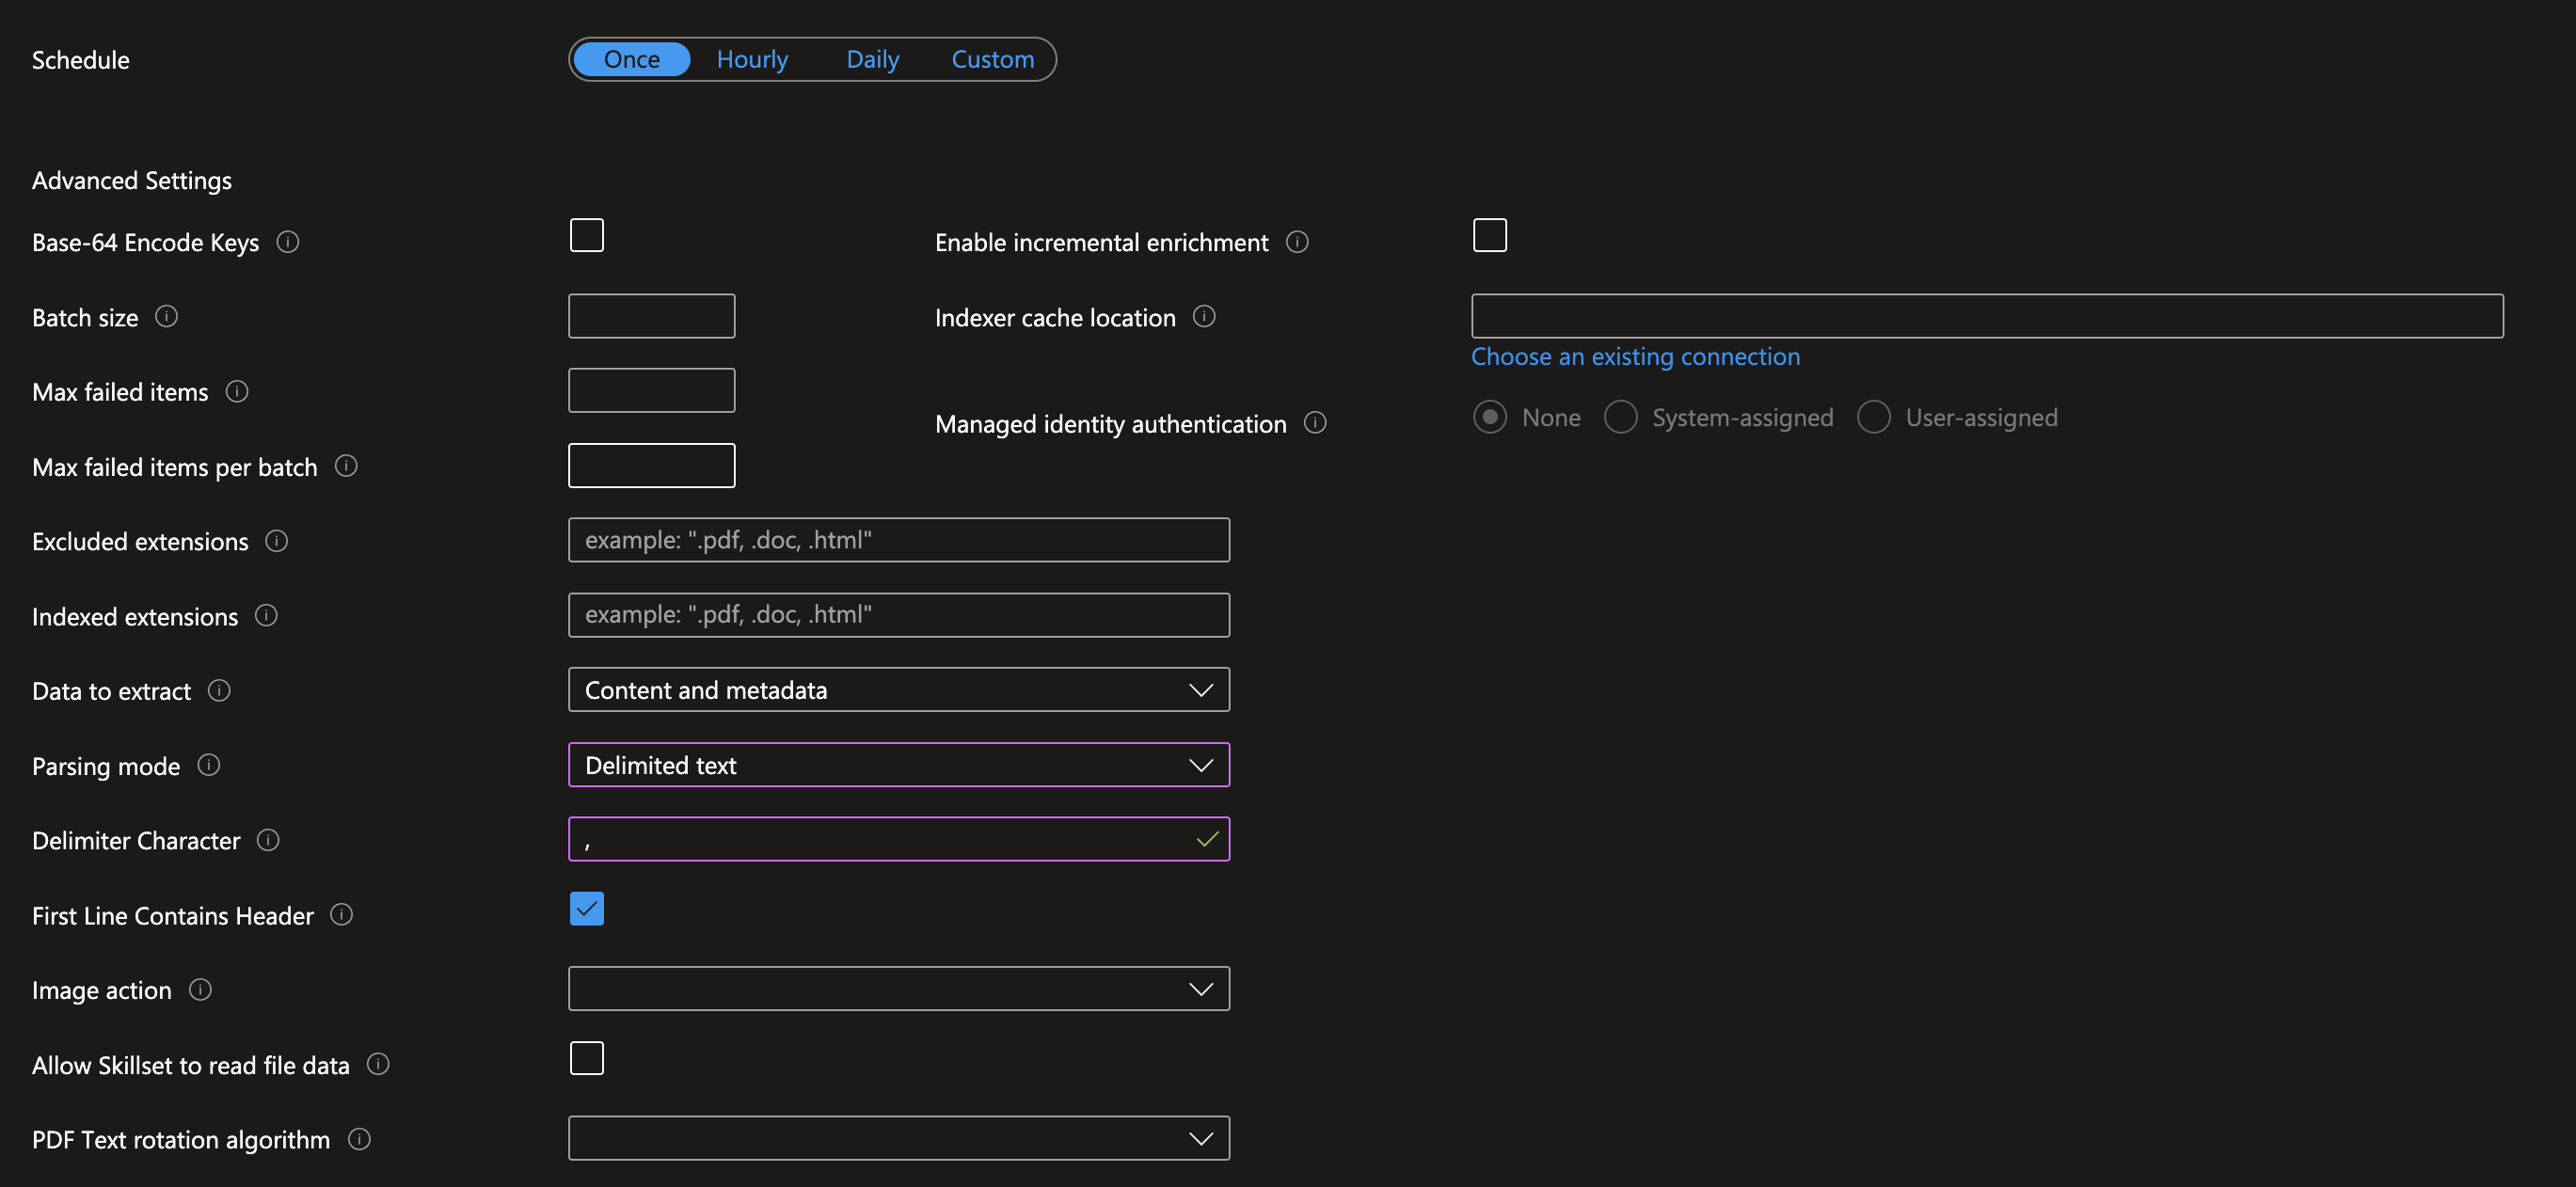 Schedule
Once Hourly Daily Custom
Advanced Settings
Base-64 Encode Keys
Enable incremental enrichment
Batch size
Indexer cache location
Choose an existing connection
Max failed items
Managed identity authentication
None System-assigned User-assigned
Max failed items per batch
Excluded extensions
example: ".pdf, .doc, .html"
Indexed extensions
example: ".pdf, .doc, .html"
Data to extract
Content and metadata
Parsing mode
Delimited text
Delimiter Character
,
First Line Contains Header
Image action
Allow Skillset to read file data
PDF Text rotation algorithm